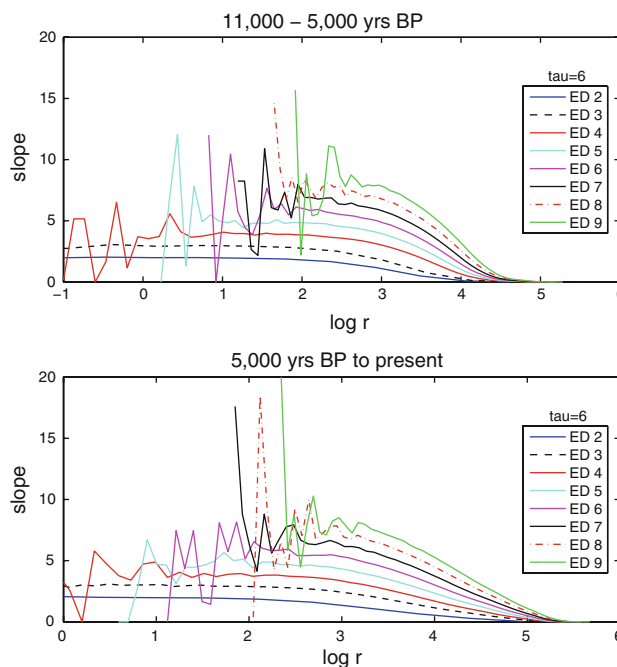 11,000 – 5,000 yrs BP
20
15
10
5
0
slope
tau=6
ED 2
ED 3
ED 4
ED 5
ED 6
ED 7
ED 8
ED 9
−1 0 1 2 3 4 5 6
log r
5,000 yrs BP to present
20
15
10
5
0
slope
tau=6
ED 2
ED 3
ED 4
ED 5
ED 6
ED 7
ED 8
ED 9
0 1 2 3 4 5 6
log r